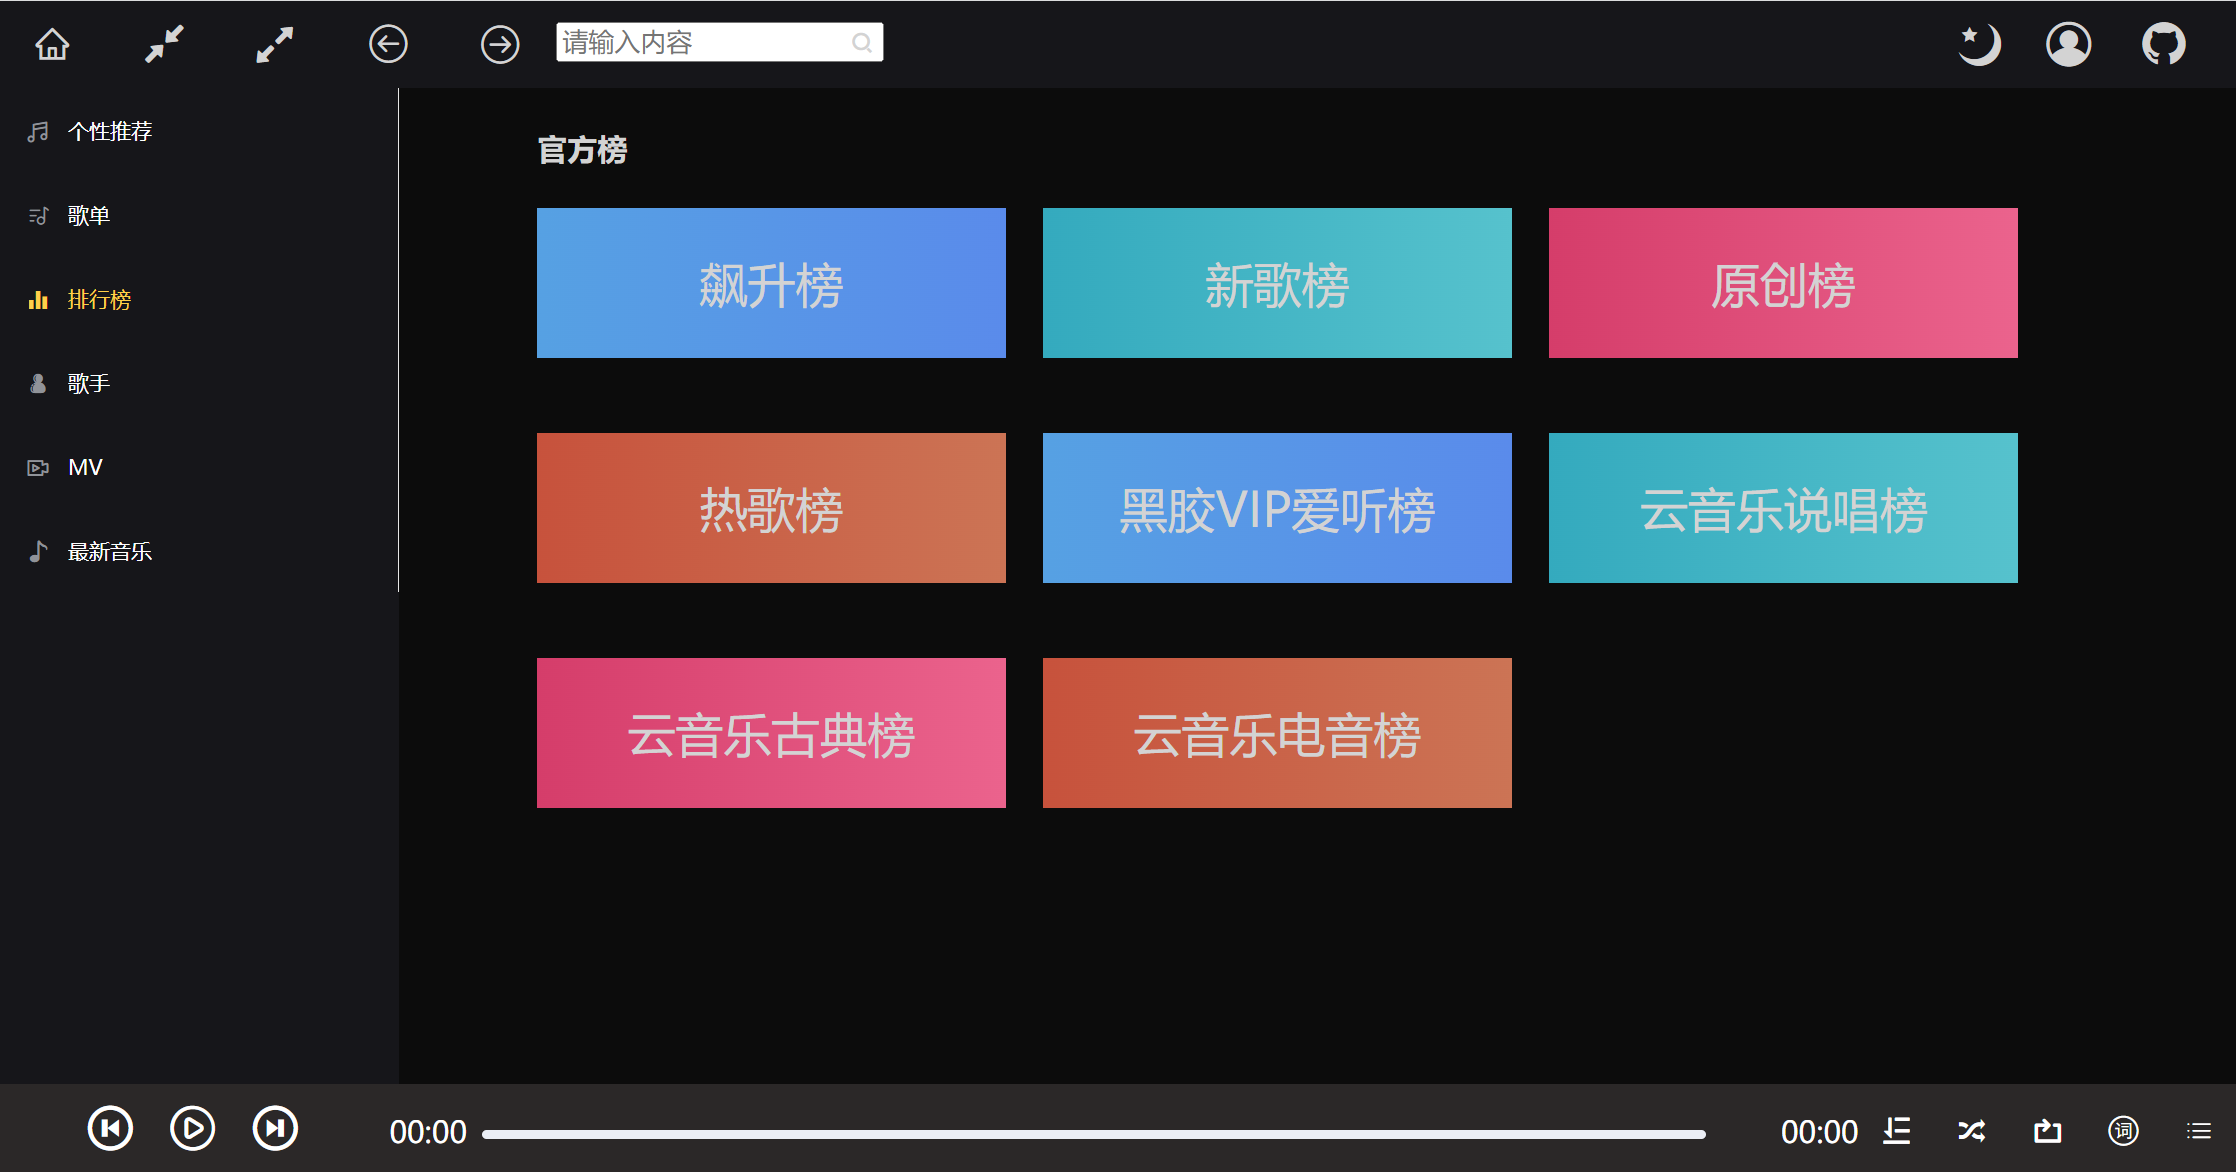 请输入内容
个性推荐
歌单
排行榜
歌手
MV
最新音乐
官方榜
飙升榜
新歌榜
原创榜
热歌榜
黑胶VIP爱听榜
云音乐说唱榜
云音乐古典榜
云音乐电音榜
00:00
00:00
词